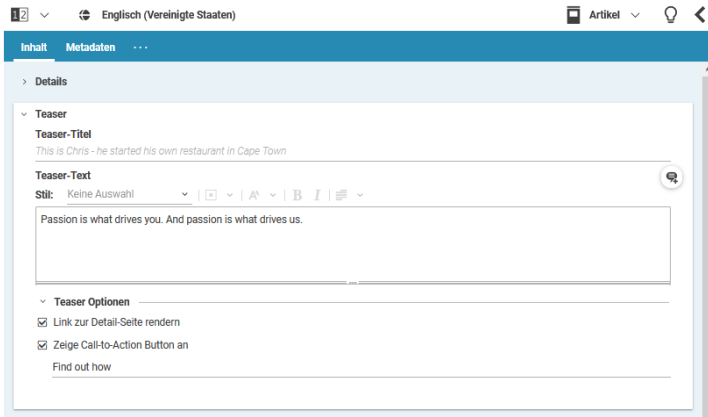 12 Englisch (Vereinigte Staaten) Artikel
Inhalt Metadaten ...
Details
Teaser
Teaser-Titel
This is Chris - he started his own restaurant in Cape Town
Teaser-Text
Stil: Keine Auswahl B I
Passion is what drives you. And passion is what drives us.
Teaser Optionen
Link zur Detail-Seite rendern
Zeige Call-to-Action Button an
Find out how